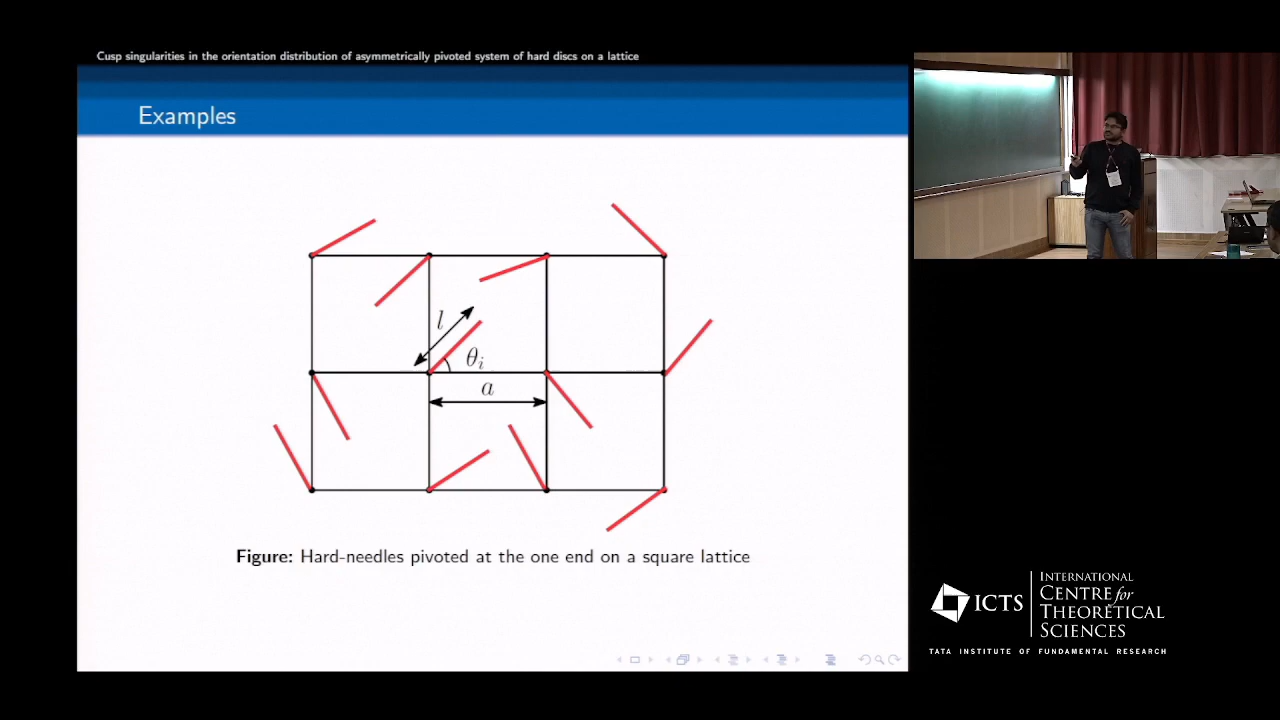 Cusp singularities in the orientation distribution of asymmetrically pivoted system of hard discs on a lattice
Examples
l
θi
a
Figure: Hard-needles pivoted at the one end on a square lattice
ICTS
INTERNATIONAL
CENTRE for
THEORETICAL
SCIENCES
TATA INSTITUTE OF FUNDAMENTAL RESEARCH